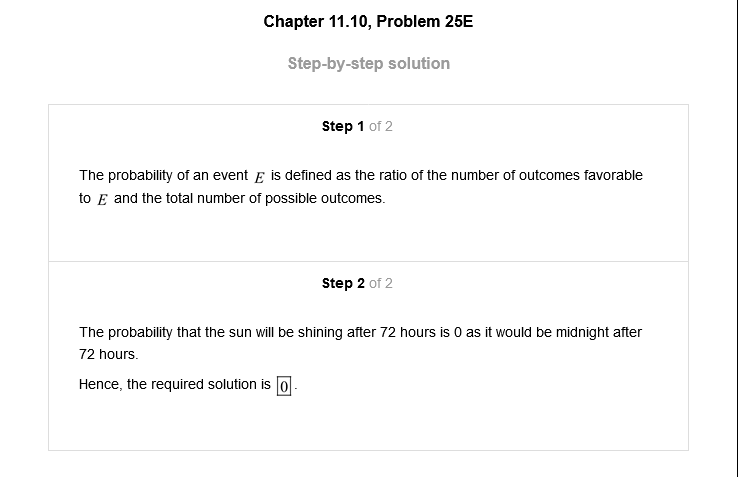 Chapter 11.10, Problem 25E
Step-by-step solution
Step 1 of 2
The probability of an event E is defined as the ratio of the number of outcomes favorable
to E and the total number of possible outcomes.
Step 2 of 2
The probability that the sun will be shining after 72 hours is 0 as it would be midnight after
72 hours.
Hence, the required solution is 0.